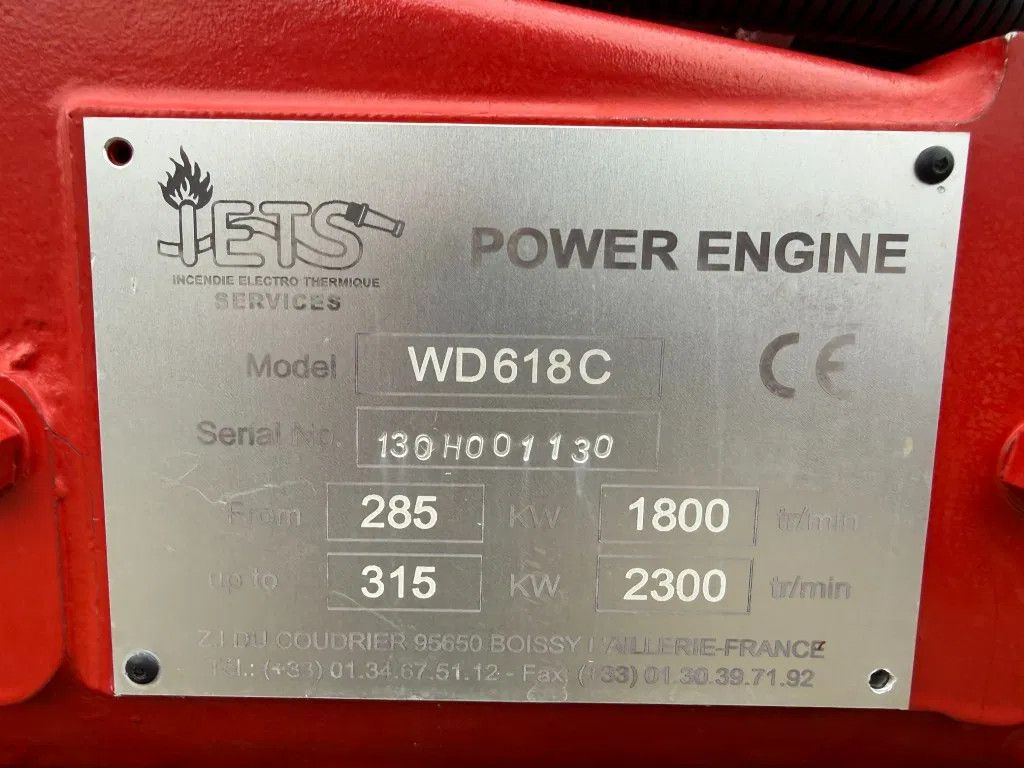 IETS
INCENDIE ELECTRO THERMIQUE
SERVICES
POWER ENGINE
Model WD618C
CE
Serial No. 130H001130
From 285 KW 1800 tr/min
up to 315 KW 2300 tr/min
Z.I DU COUDRIER 95650 BOISSY L'AILLERIE-FRANCE
Tél.: (+33) 01.34.67.51.12 - Fax. (+33) 01.30.39.71.92